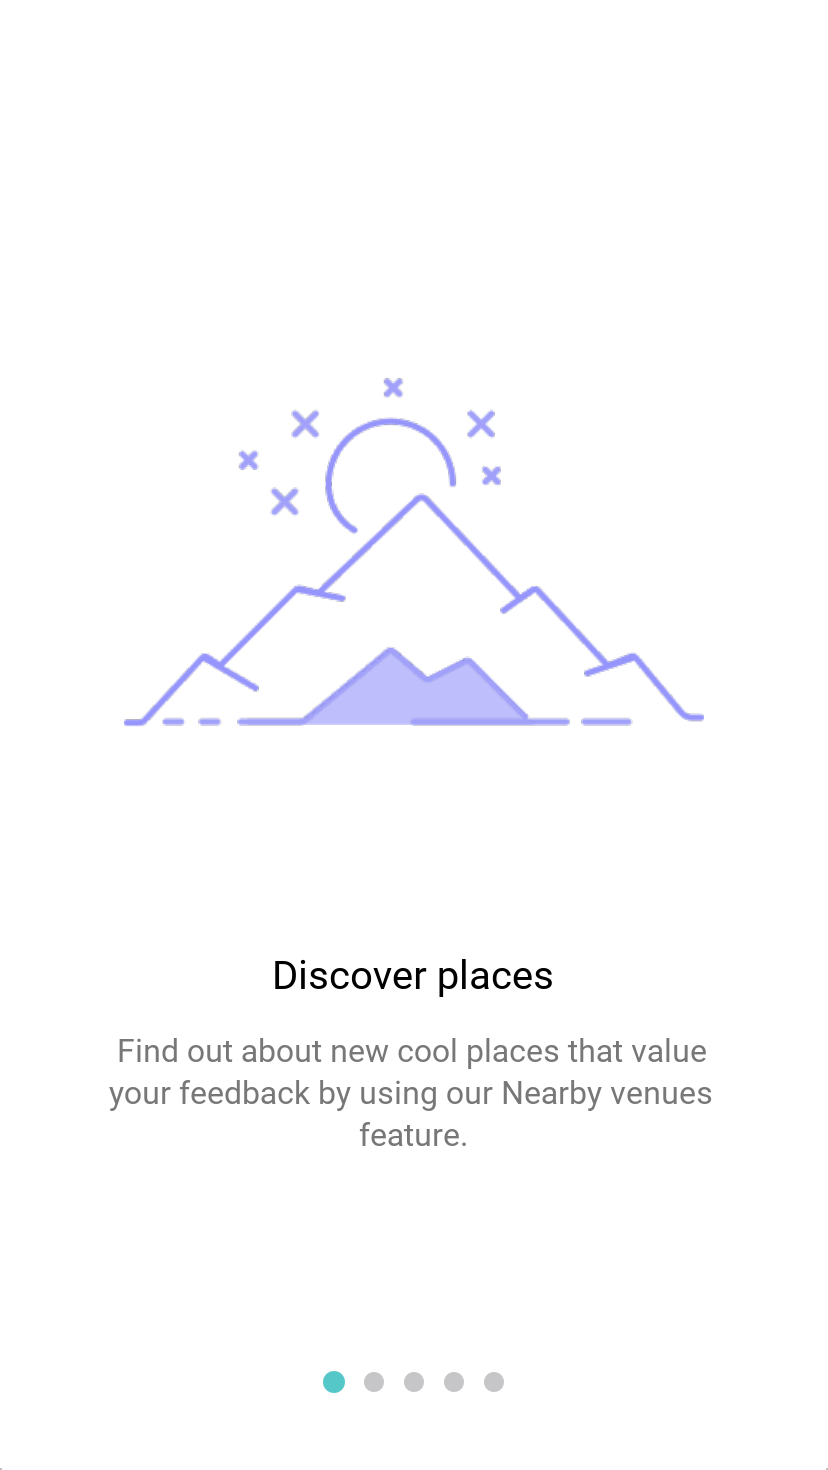 Discover places
Find out about new cool places that value
your feedback by using our Nearby venues
feature.